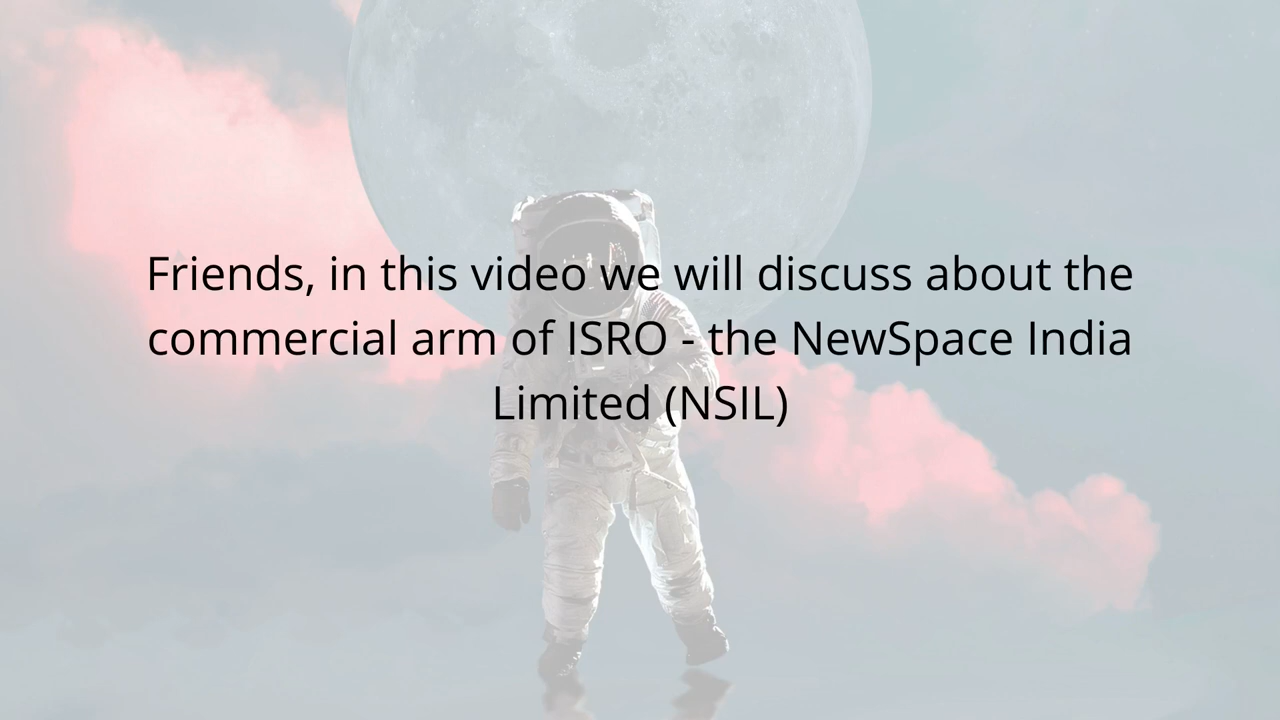 Friends, in this video we will discuss about the
commercial arm of ISRO - the NewSpace India
Limited (NSIL)